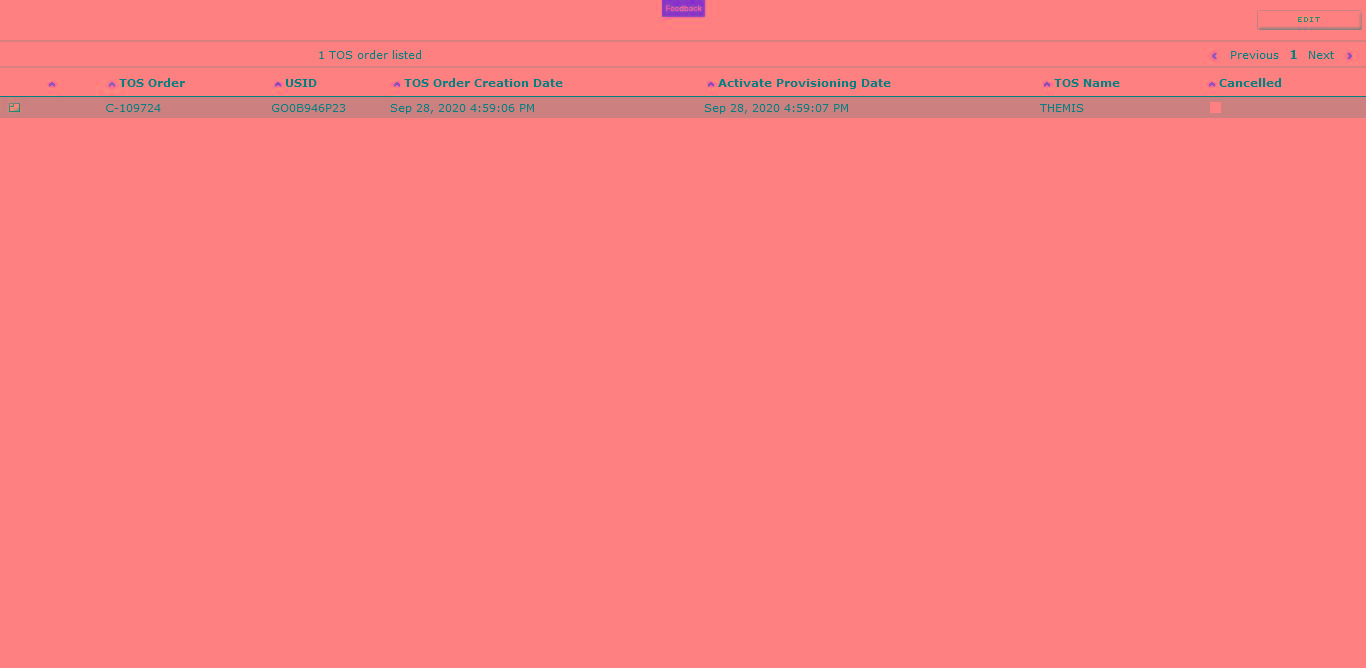 Feedback
EDIT
1 TOS order listed Previous 1 Next
TOS Order USID TOS Order Creation Date Activate Provisioning Date TOS Name Cancelled
C-109724 GO0B946P23 Sep 28, 2020 4:59:06 PM Sep 28, 2020 4:59:07 PM THEMIS